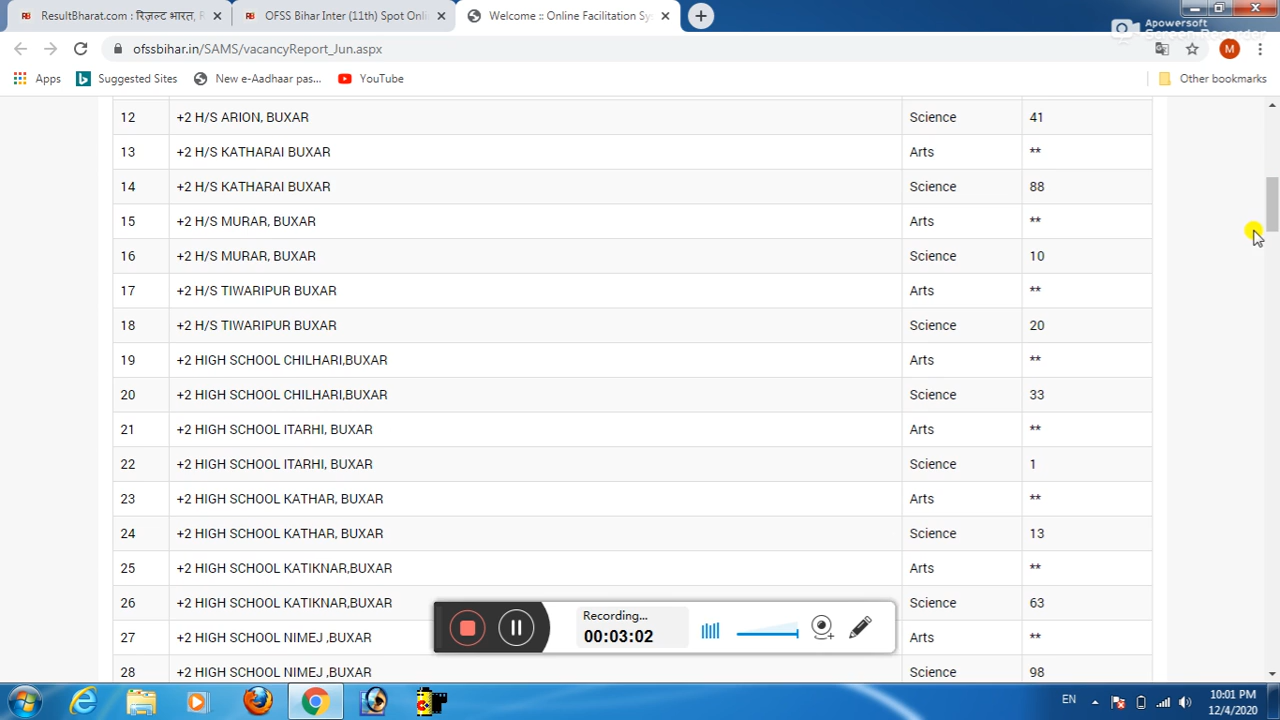 ResultBharat.com : रिज़ल्ट भारत, R
OFSS Bihar Inter (11th) Spot Onli
Welcome :: Online Facilitation Sy
Apowersoft
Screen Recorder
ofssbihar.in/SAMS/vacancyReport_Jun.aspx
M
Apps
Suggested Sites
New e-Aadhaar pas...
YouTube
Other bookmarks
12 +2 H/S ARION, BUXAR Science 41
13 +2 H/S KATHARAI BUXAR Arts **
14 +2 H/S KATHARAI BUXAR Science 88
15 +2 H/S MURAR, BUXAR Arts **
16 +2 H/S MURAR, BUXAR Science 10
17 +2 H/S TIWARIPUR BUXAR Arts **
18 +2 H/S TIWARIPUR BUXAR Science 20
19 +2 HIGH SCHOOL CHILHARI,BUXAR Arts **
20 +2 HIGH SCHOOL CHILHARI,BUXAR Science 33
21 +2 HIGH SCHOOL ITARHI, BUXAR Arts **
22 +2 HIGH SCHOOL ITARHI, BUXAR Science 1
23 +2 HIGH SCHOOL KATHAR, BUXAR Arts **
24 +2 HIGH SCHOOL KATHAR, BUXAR Science 13
25 +2 HIGH SCHOOL KATIKNAR,BUXAR Arts **
26 +2 HIGH SCHOOL KATIKNAR,BUXAR Science 63
27 +2 HIGH SCHOOL NIMEJ ,BUXAR Arts **
28 +2 HIGH SCHOOL NIMEJ ,BUXAR Science 98
Recording...
00:03:02
EN
10:01 PM
12/4/2020